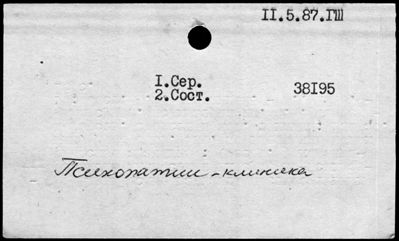 II.5.87.ГШ
I.Сер.
2.Сост.
38I95
Психопатии-клиника